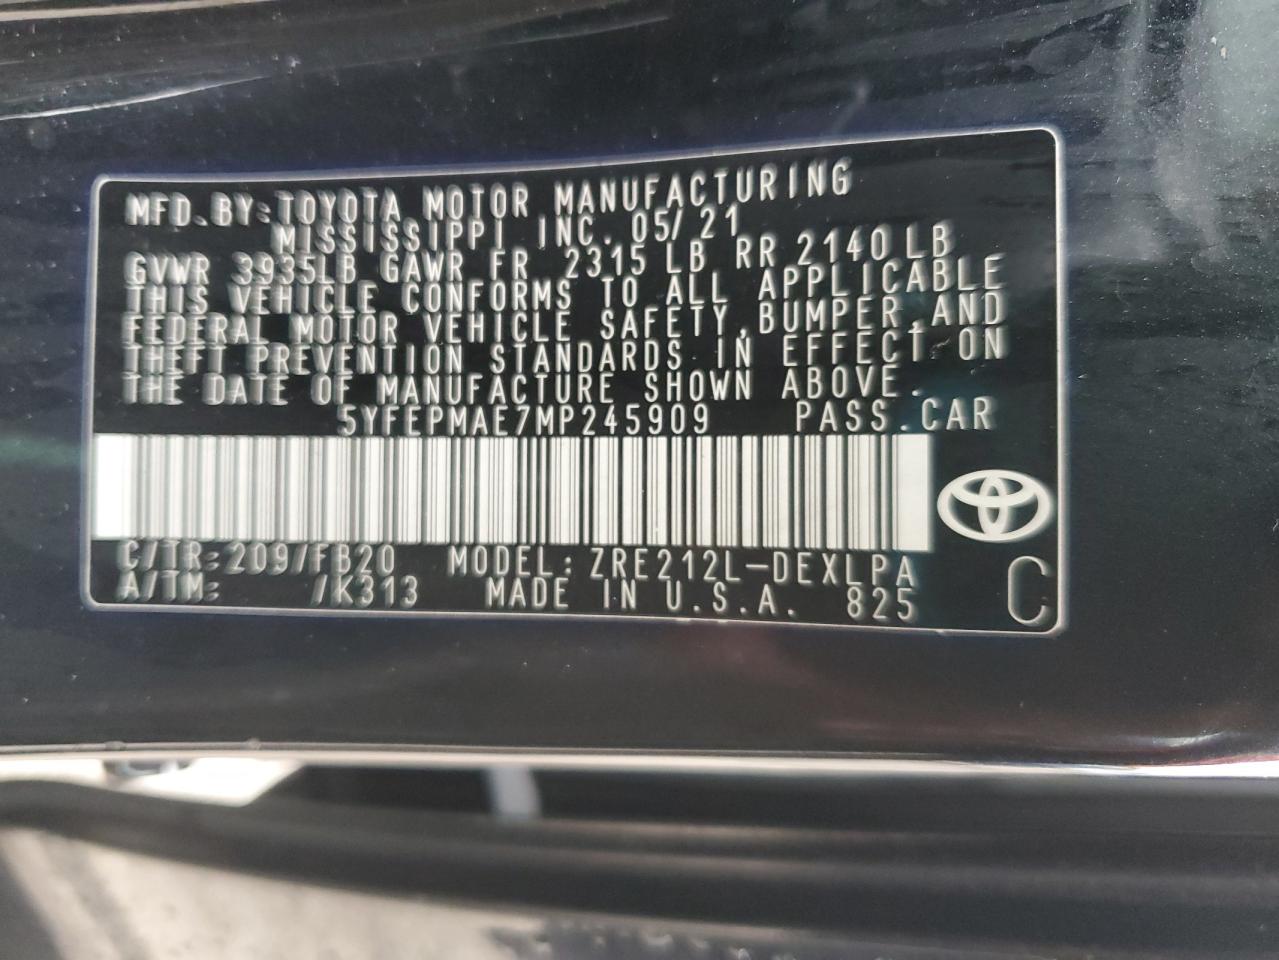 MFD.BY:TOYOTA MOTOR MANUFACTURING
MISSISSIPPI INC. 05/21
GVWR 3935LB GAWR FR 2315 LB RR 2140 LB
THIS VEHICLE CONFORMS TO ALL APPLICABLE
FEDERAL MOTOR VEHICLE SAFETY, BUMPER, AND
THEFT PREVENTION STANDARDS IN EFFECT ON
THE DATE OF MANUFACTURE SHOWN ABOVE.
5YFEPMAE7MP245909 PASS.CAR
C/TR:209/FB20 MODEL:ZRE212L-DEXLPA
A/TM: /K313 MADE IN U.S.A. 825
C